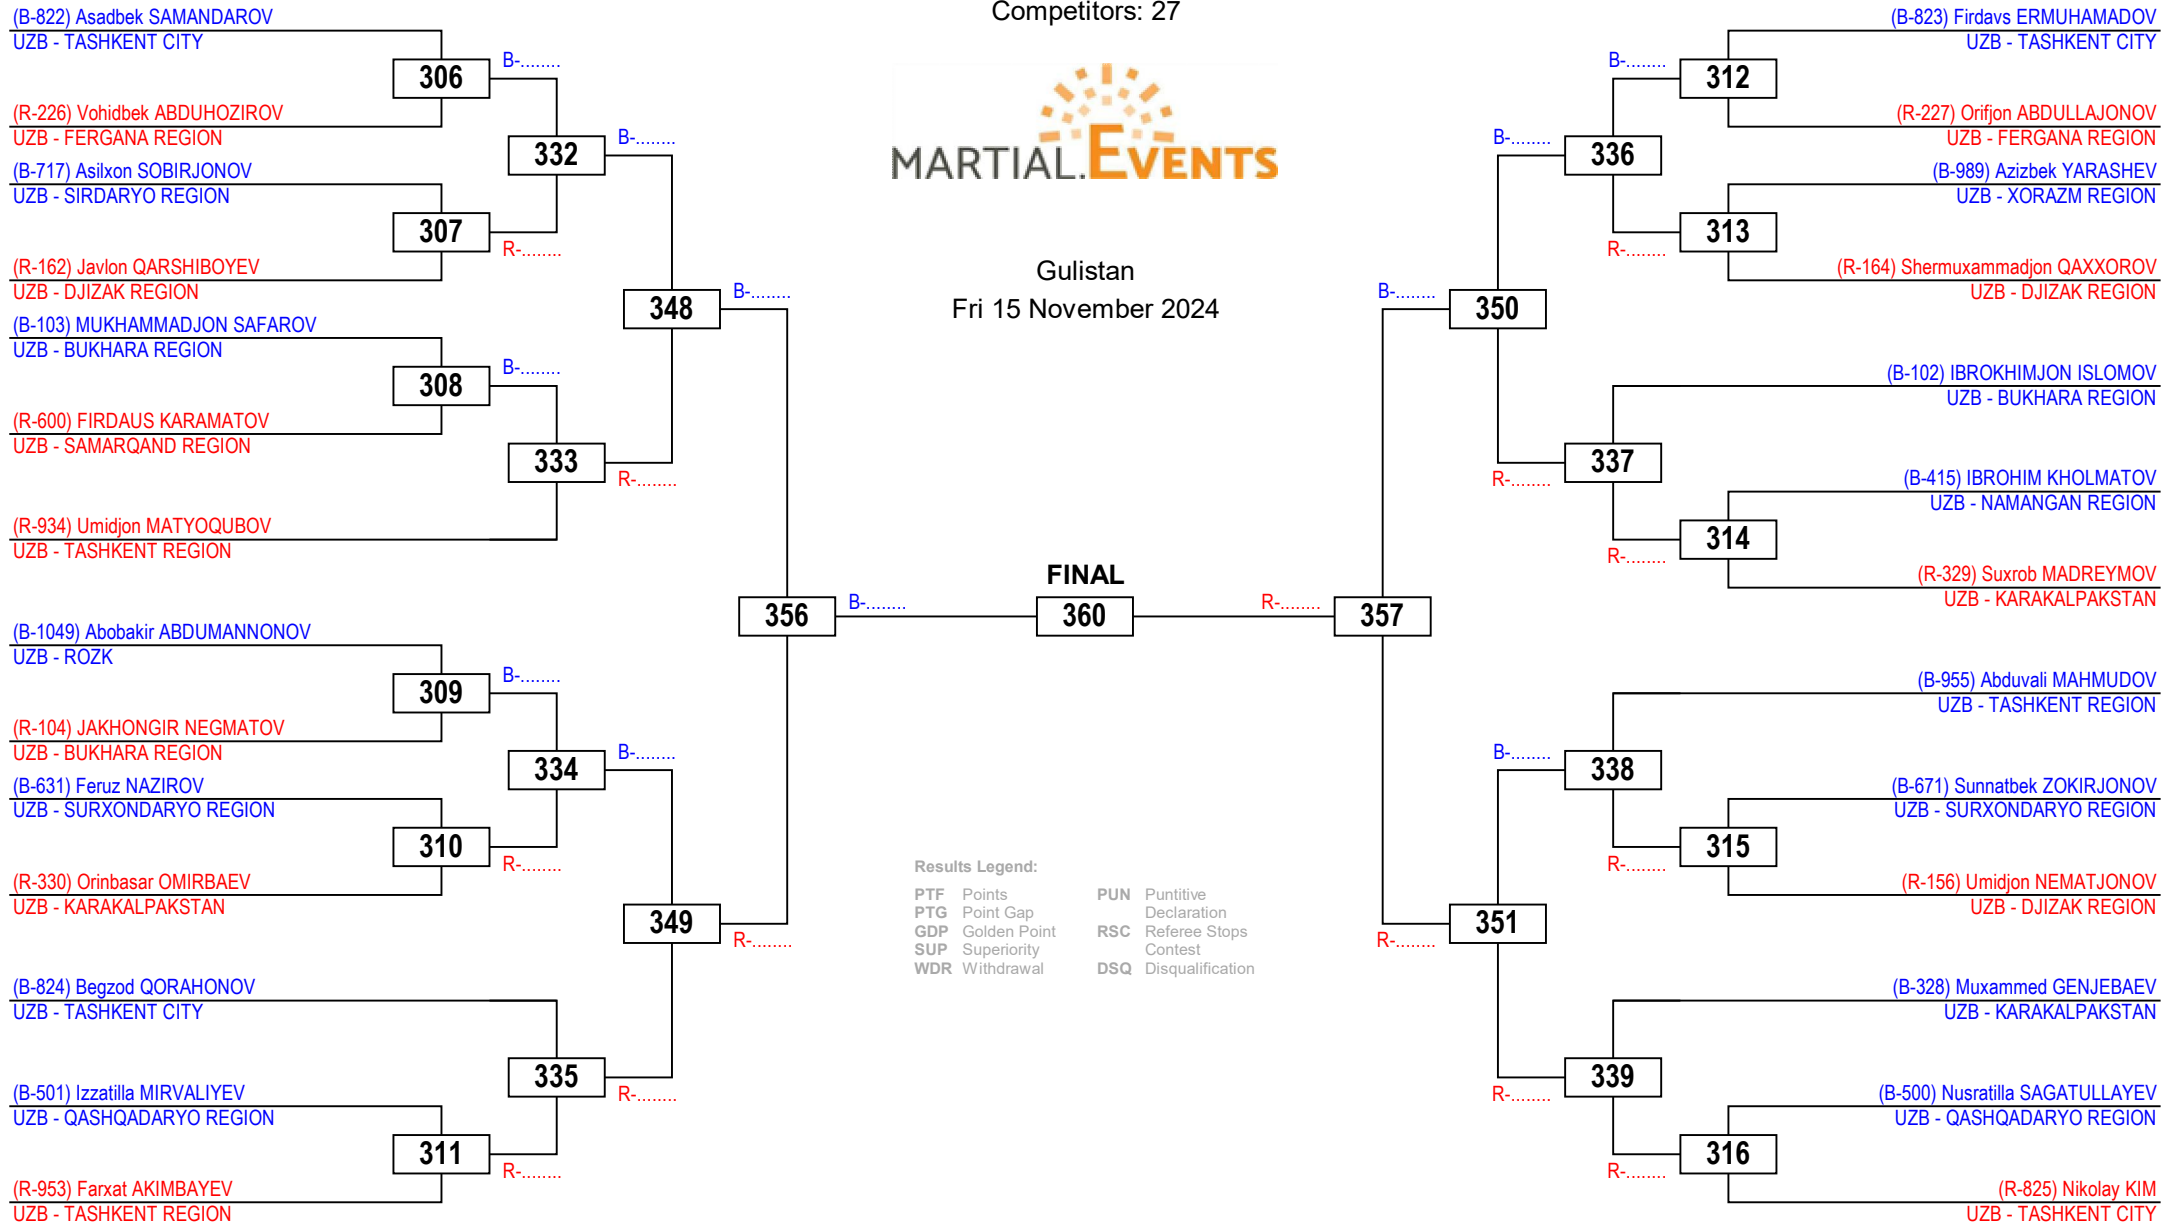 Competitors: 27
MARTIAL.EVENTS
Gulistan
Fri 15 November 2024
(B-822) Asadbek SAMANDAROV
UZB - TASHKENT CITY
306
B-........
(R-226) Vohidbek ABDUHOZIROV
UZB - FERGANA REGION
332
B-........
(B-717) Asilxon SOBIRJONOV
UZB - SIRDARYO REGION
307
R-........
(R-162) Javlon QARSHIBOYEV
UZB - DJIZAK REGION
348
B-........
(B-103) MUKHAMMADJON SAFAROV
UZB - BUKHARA REGION
308
B-........
(R-600) FIRDAUS KARAMATOV
UZB - SAMARQAND REGION
333
R-........
(R-934) Umidjon MATYOQUBOV
UZB - TASHKENT REGION
356
B-........
(B-1049) Abobakir ABDUMANNONOV
UZB - ROZK
309
B-........
(R-104) JAKHONGIR NEGMATOV
UZB - BUKHARA REGION
334
B-........
(B-631) Feruz NAZIROV
UZB - SURXONDARYO REGION
310
R-........
(R-330) Orinbasar OMIRBAEV
UZB - KARAKALPAKSTAN
349
R-........
(B-824) Begzod QORAHONOV
UZB - TASHKENT CITY
335
R-........
(B-501) Izzatilla MIRVALIYEV
UZB - QASHQADARYO REGION
311
R-........
(R-953) Farxat AKIMBAYEV
UZB - TASHKENT REGION
FINAL
360
Results Legend:
PTF Points
PTG Point Gap
GDP Golden Point
SUP Superiority
WDR Withdrawal
PUN Puntitive
Declaration
RSC Referee Stops
Contest
DSQ Disqualification
(B-823) Firdavs ERMUHAMADOV
UZB - TASHKENT CITY
B-........
312
(R-227) Orifjon ABDULLAJONOV
UZB - FERGANA REGION
B-........
336
(B-989) Azizbek YARASHEV
UZB - XORAZM REGION
R-........
313
(R-164) Shermuxammadjon QAXXOROV
UZB - DJIZAK REGION
B-........
350
(B-102) IBROKHIMJON ISLOMOV
UZB - BUKHARA REGION
R-........
337
(B-415) IBROHIM KHOLMATOV
UZB - NAMANGAN REGION
R-........
314
(R-329) Suxrob MADREYMOV
UZB - KARAKALPAKSTAN
R-........
357
(B-955) Abduvali MAHMUDOV
UZB - TASHKENT REGION
B-........
338
(B-671) Sunnatbek ZOKIRJONOV
UZB - SURXONDARYO REGION
R-........
315
(R-156) Umidjon NEMATJONOV
UZB - DJIZAK REGION
R-........
351
(B-328) Muxammed GENJEBAEV
UZB - KARAKALPAKSTAN
R-........
339
(B-500) Nusratilla SAGATULLAYEV
UZB - QASHQADARYO REGION
R-........
316
(R-825) Nikolay KIM
UZB - TASHKENT CITY